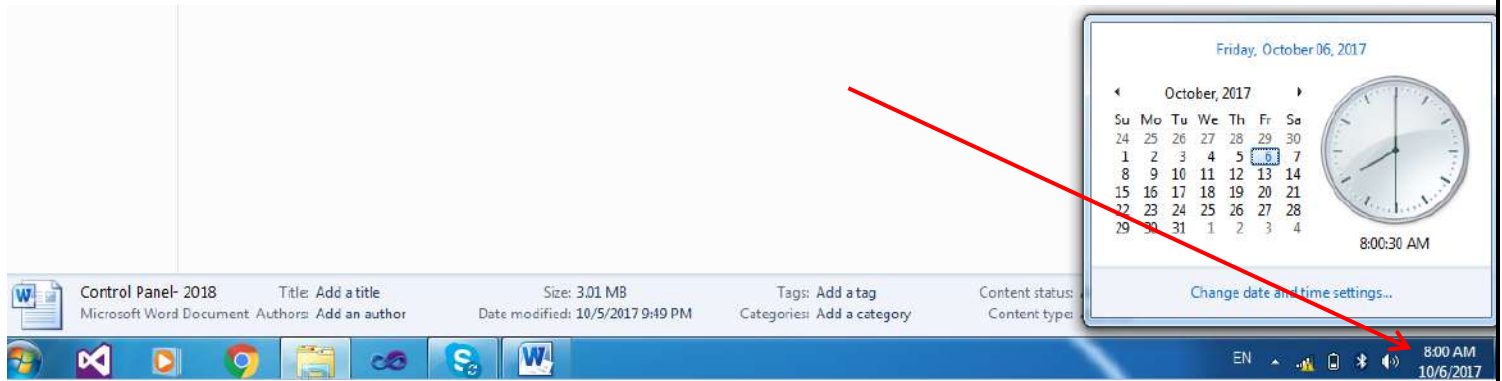 Friday, October 06, 2017
October, 2017
Su Mo Tu We Th Fr Sa
24 25 26 27 28 29 30
1 2 3 4 5 6 7
8 9 10 11 12 13 14
15 16 17 18 19 20 21
22 23 24 25 26 27 28
29 30 31 1 2 3 4
8:00:30 AM
Change date and time settings...
Control Panel- 2018 Title: Add a title Size: 3.01 MB Tags: Add a tag Content status:
Microsoft Word Document Authors: Add an author Date modified: 10/5/2017 9:49 PM Categories: Add a category Content type:
EN 8:00 AM
10/6/2017